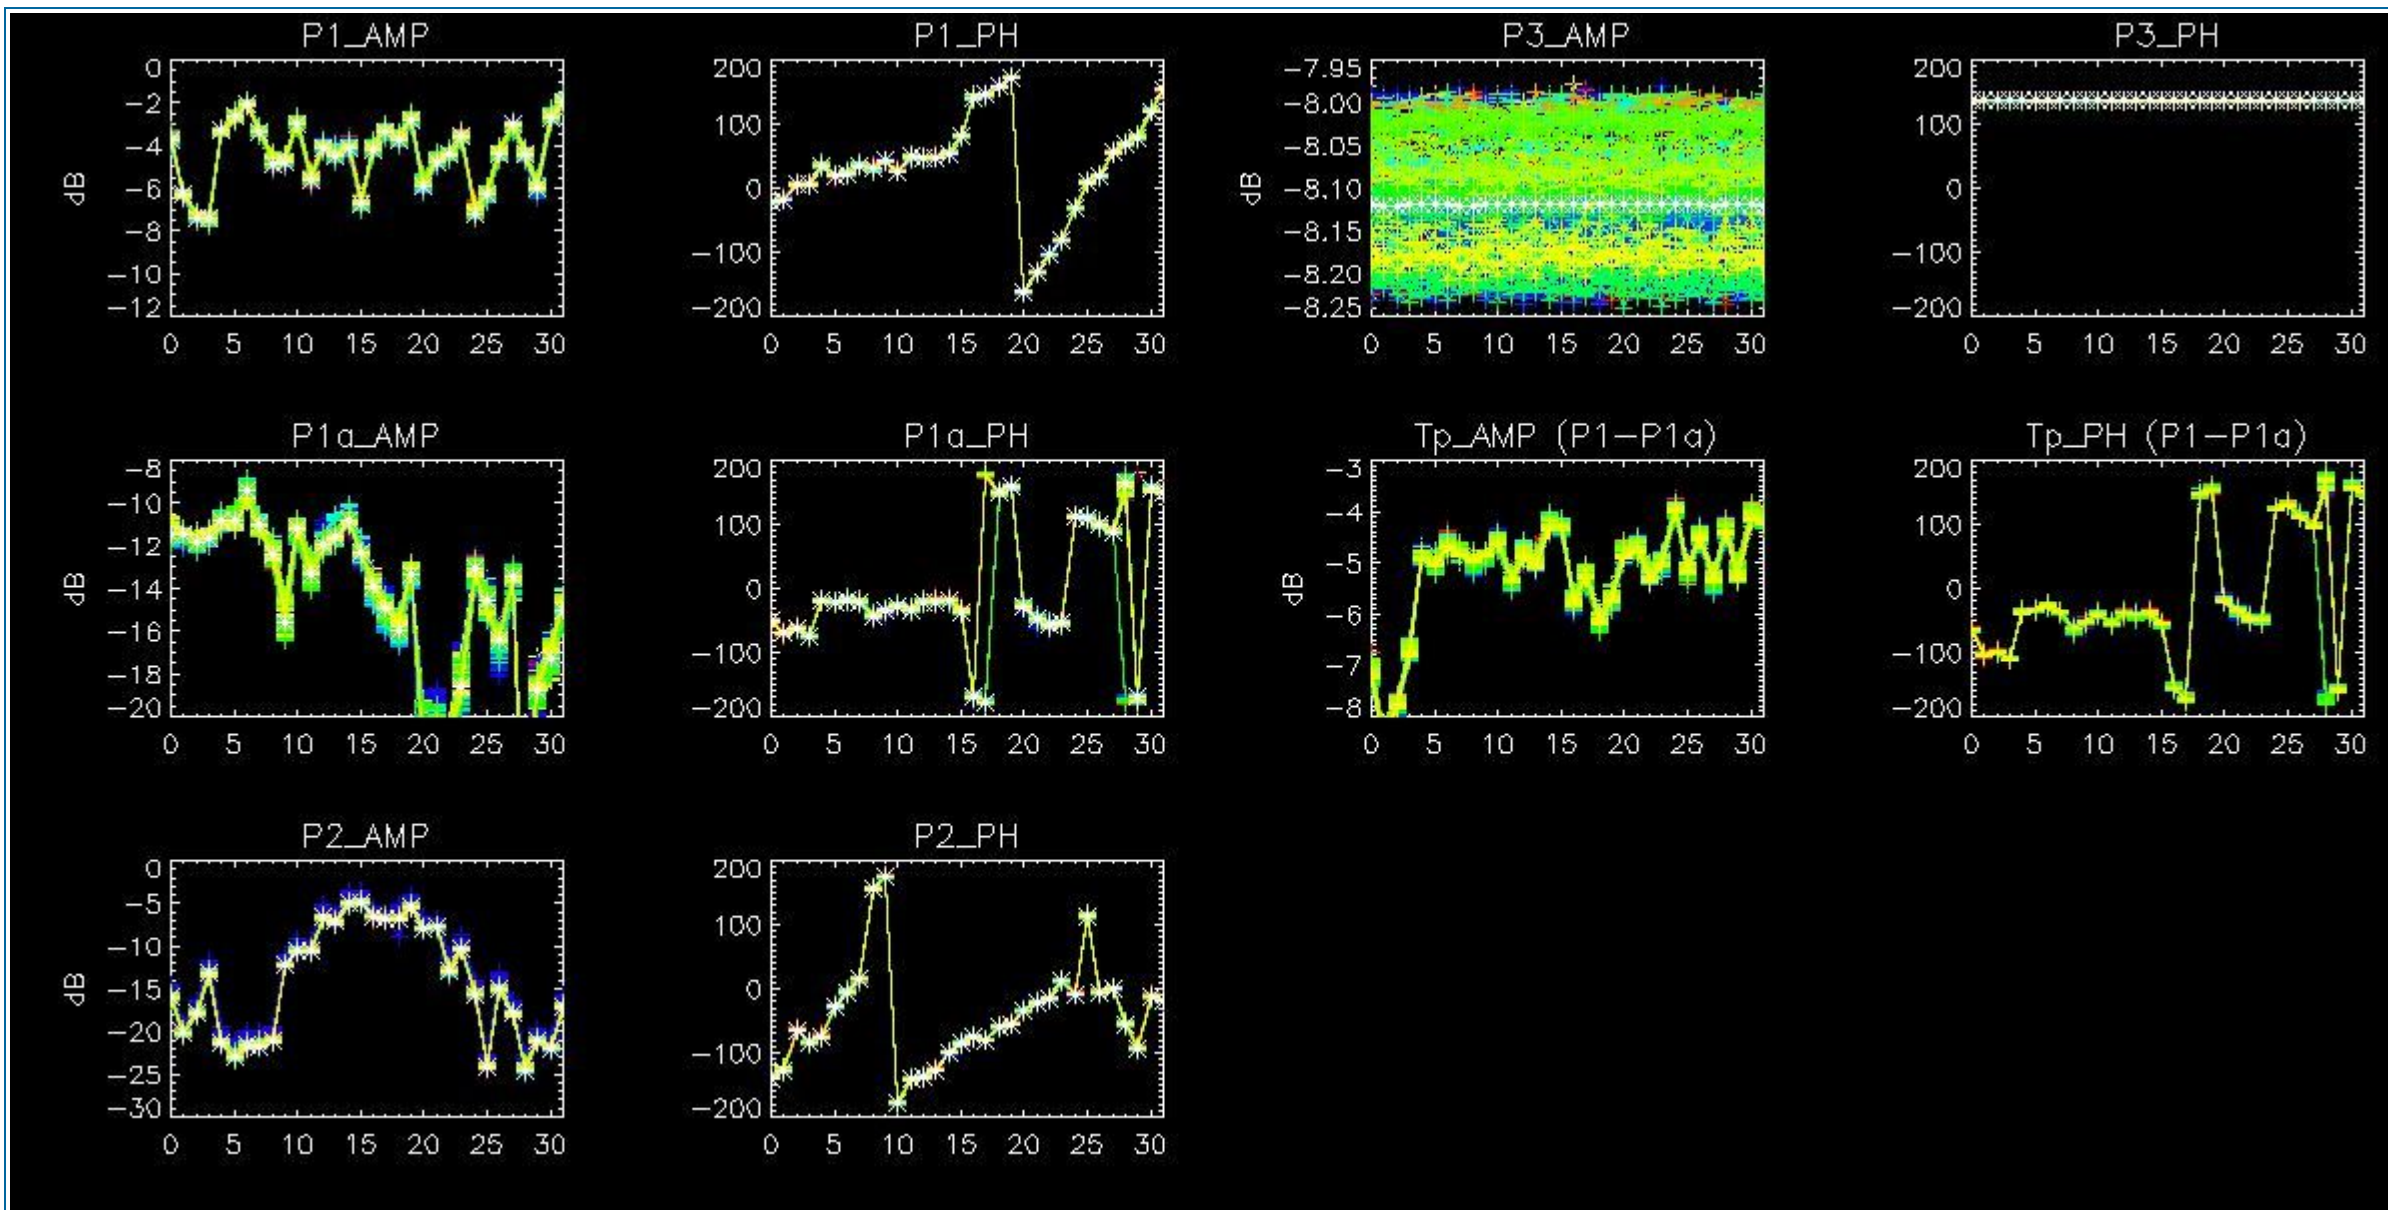 P1_AMP P1_PH P3_AMP P3_PH
0 -2 -4 -6 -8 -10 -12
dB
0 5 10 15 20 25 30
200 100 0 -100 -200
0 5 10 15 20 25 30
-7.95 -8.00 -8.05 -8.10 -8.15 -8.20 -8.25
dB
0 5 10 15 20 25 30
200 100 0 -100 -200
0 5 10 15 20 25 30
P1a_AMP P1a_PH Tp_AMP (P1-P1a) Tp_PH (P1-P1a)
-8 -10 -12 -14 -16 -18 -20
dB
0 5 10 15 20 25 30
200 100 0 -100 -200
0 5 10 15 20 25 30
-3 -4 -5 -6 -7 -8
dB
0 5 10 15 20 25 30
200 100 0 -100 -200
0 5 10 15 20 25 30
P2_AMP P2_PH
0 -5 -10 -15 -20 -25 -30
dB
0 5 10 15 20 25 30
200 100 0 -100 -200
0 5 10 15 20 25 30